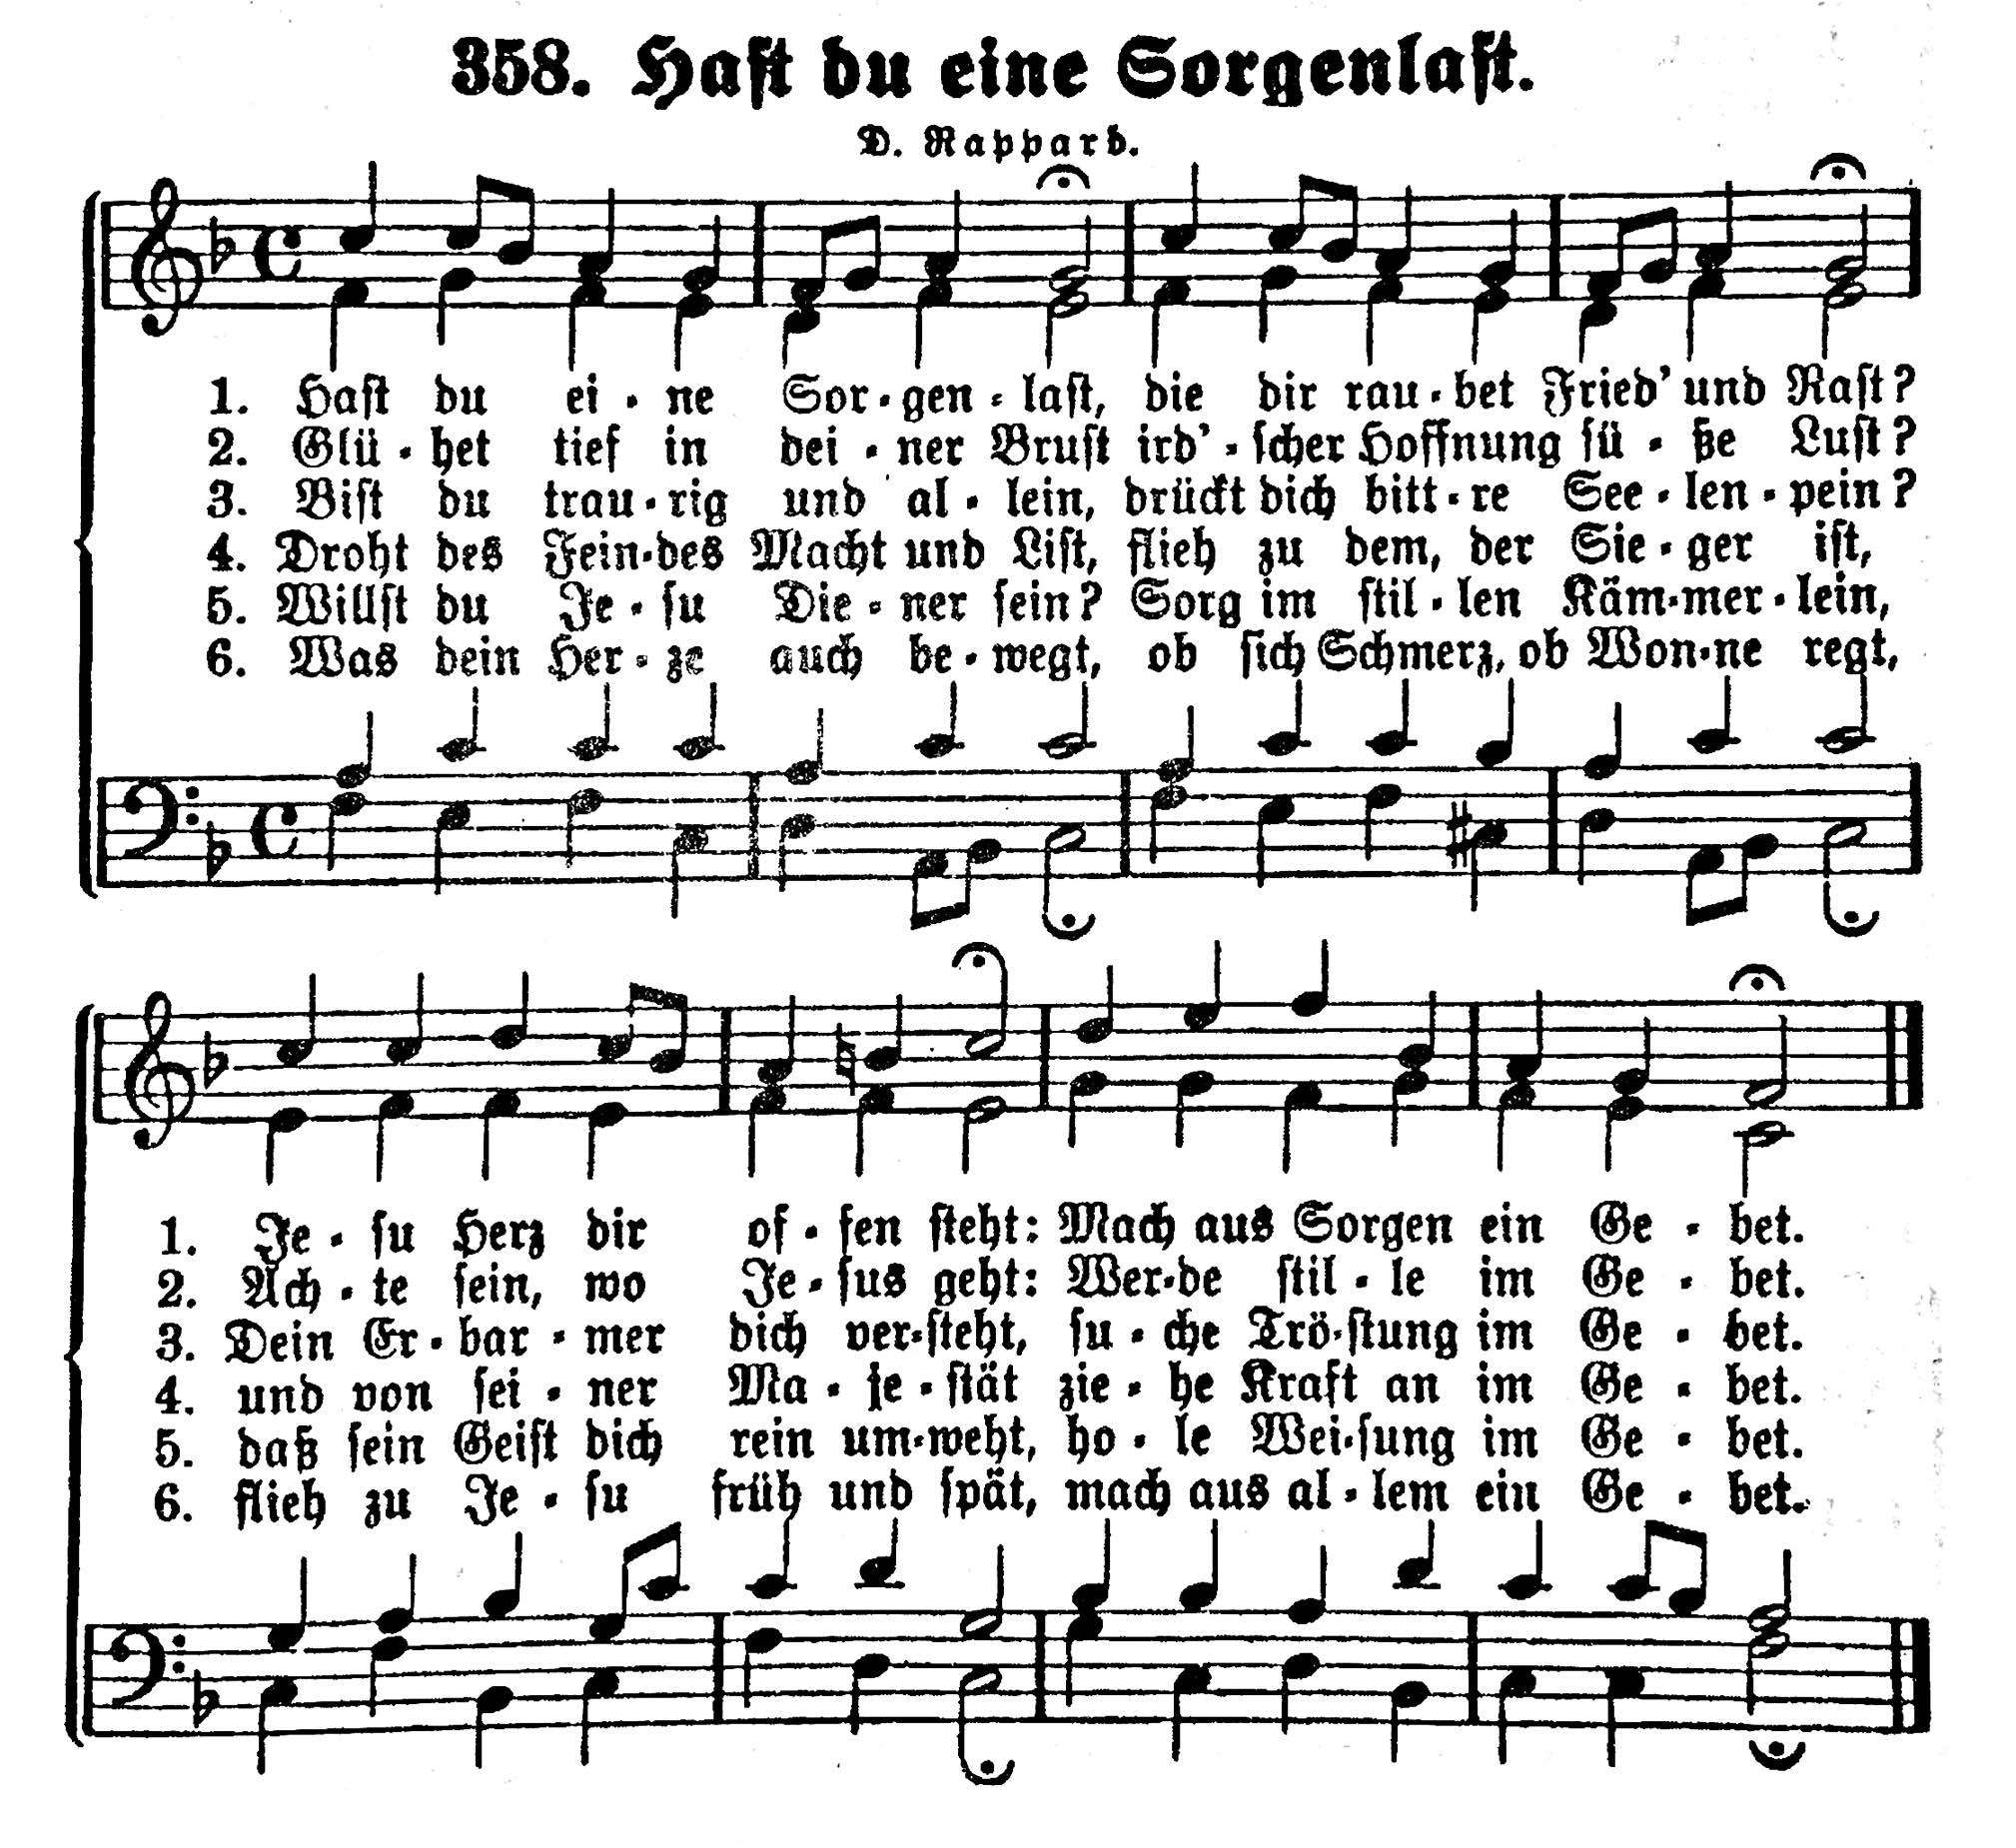 358. Haſt du eine Sorgenlaſt.
D. Rappard.
1. Haſt du ei - ne Sor - gen - laſt, die dir rau - bet Fried’ und Raſt?
2. Glü - het tief in dei - ner Bruſt ird’ - ſcher Hoffnung ſü - ße Luſt?
3. Biſt du trau - rig und al - lein, drückt dich bitt - re See - len - pein?
4. Droht des Fein - des Macht und Liſt, flieh zu dem, der Sie - ger iſt,
5. Willſt du Je - ſu Die - ner ſein? Sorg im ſtil - len Käm - mer - lein,
6. Was dein Her - ze auch be - wegt, ob ſich Schmerz, ob Won - ne regt,
1. Je - ſu Herz dir of - fen ſteht: Mach aus Sorgen ein Ge - bet.
2. Ach - te ſein, wo Je - ſus geht: Wer - de ſtil - le im Ge - bet.
3. Dein Er - bar - mer dich ver - ſteht, ſu - che Trö - ſtung im Ge - bet.
4. und von ſei - ner Ma - je - ſtät zie - he Kraft an im Ge - bet.
5. daß ſein Geiſt dich rein um - weht, ho - le Wei - ſung im Ge - bet.
6. flieh zu Je - ſu früh und ſpät, mach aus al - lem ein Ge - bet.